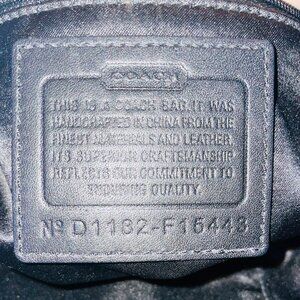 COACH
THIS IS A COACH BAG. IT WAS
HANDCRAFTED IN CHINA FROM THE
FINEST MATERIALS AND LEATHER.
ITS SUPERIOR CRAFTSMANSHIP
REFLECTS OUR COMMITMENT TO
ENDURING QUALITY.
Nº D1182-F15443